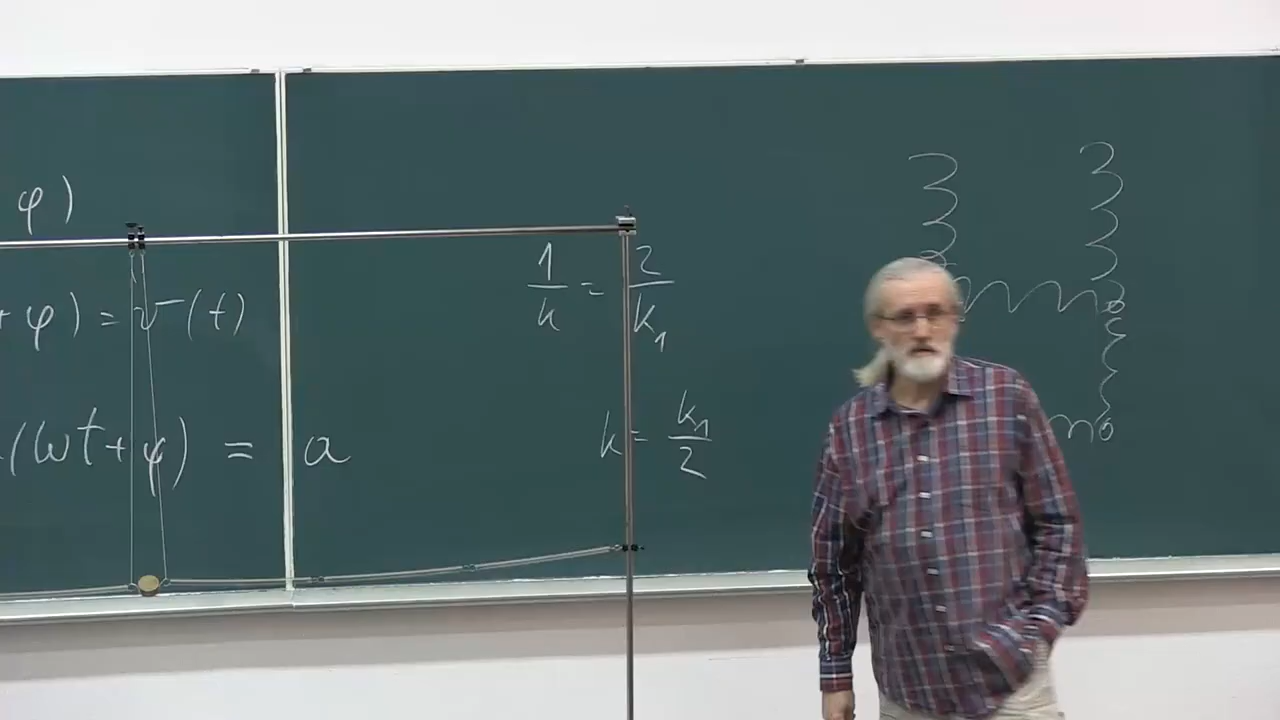 φ)
+φ) = v(t)
(ωt+φ) = a
1/k = 2/k₁
k = k₁/2